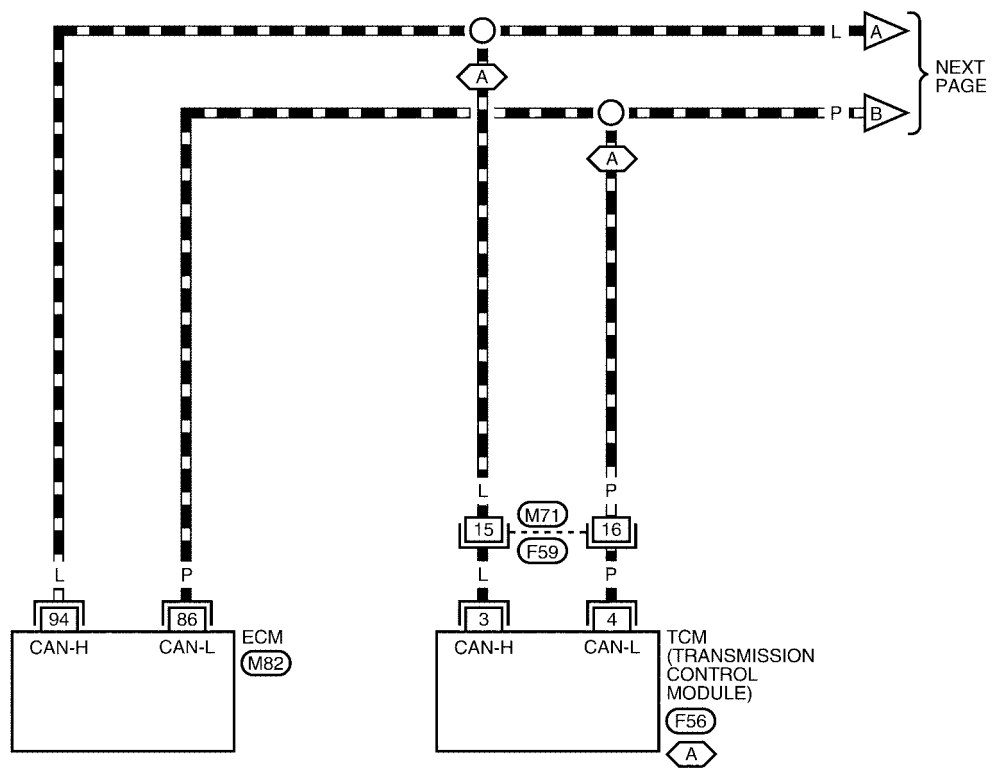 L
A
NEXT
PAGE
A
P
B
A
L
P
M71
15
16
F59
L
P
L
P
94
86
3
4
CAN-H
CAN-L
ECM
M82
CAN-H
CAN-L
TCM
(TRANSMISSION
CONTROL
MODULE)
F56
A